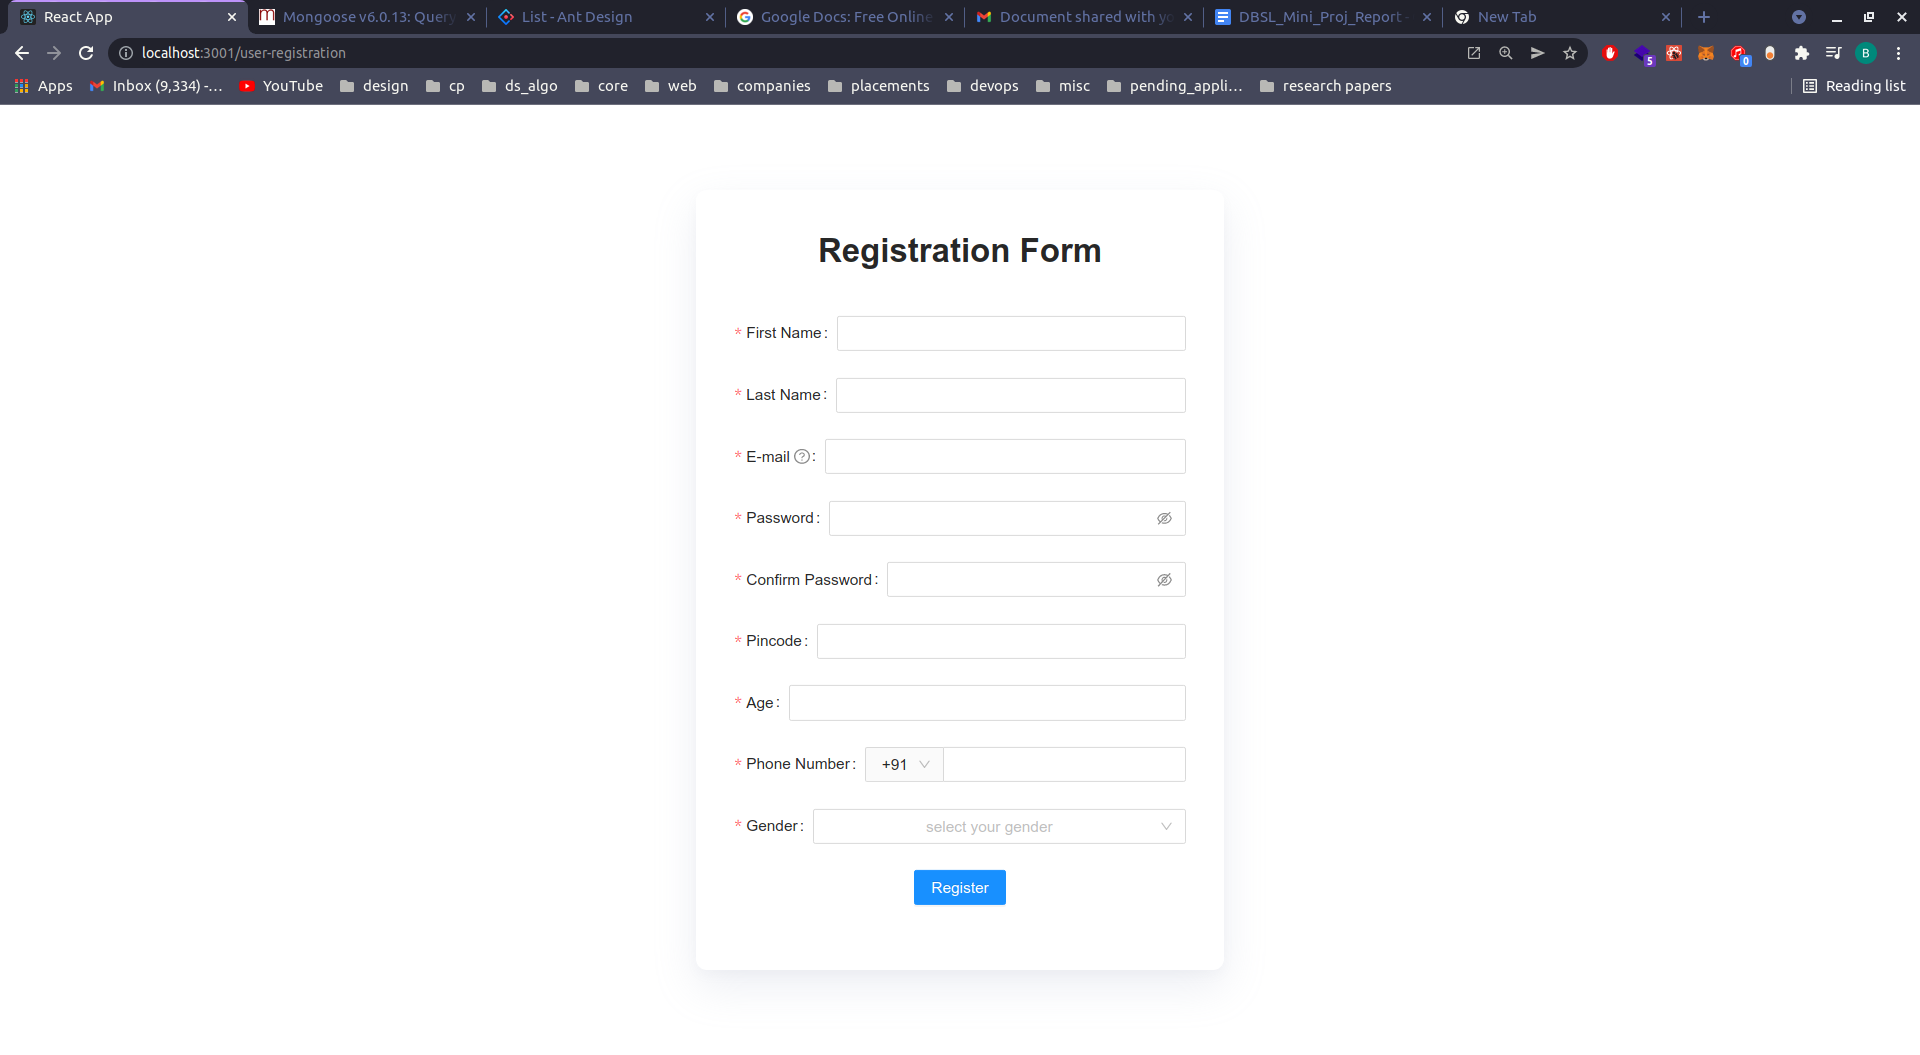 React App
Mongoose v6.0.13: Query
List - Ant Design
Google Docs: Free Online
Document shared with yo
DBSL_Mini_Proj_Report -
New Tab
localhost:3001/user-registration
5
0
B
Apps
Inbox (9,334) -...
YouTube
design
cp
ds_algo
core
web
companies
placements
devops
misc
pending_appli...
research papers
Reading list
Registration Form
* First Name :
* Last Name :
* E-mail ? :
* Password :
* Confirm Password :
* Pincode :
* Age :
* Phone Number : +91
* Gender : select your gender
Register